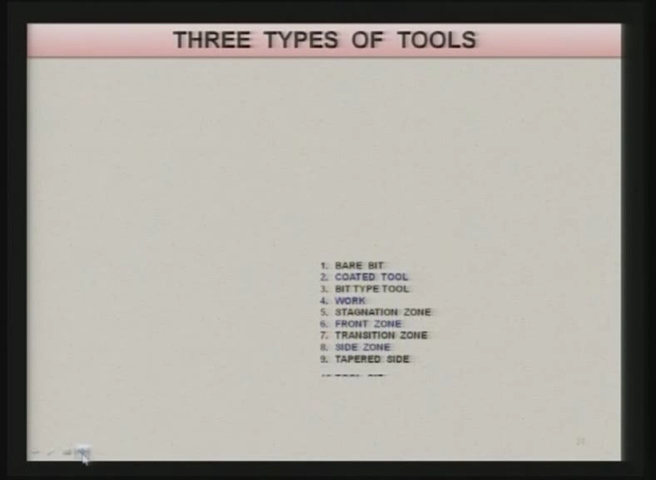 THREE TYPES OF TOOLS
1. BARE BIT
2. COATED TOOL
3. BIT TYPE TOOL
4. WORK
5. STAGNATION ZONE
6. FRONT ZONE
7. TRANSITION ZONE
8. SIDE ZONE
9. TAPERED SIDE